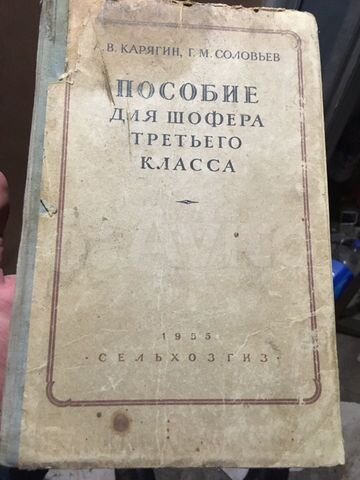 В. КАРЯГИН, Г. М. СОЛОВЬЕВ
ПОСОБИЕ
ДЛЯ ШОФЕРА
ТРЕТЬЕГО
КЛАССА
1955
• СЕЛЬХОЗГИЗ •